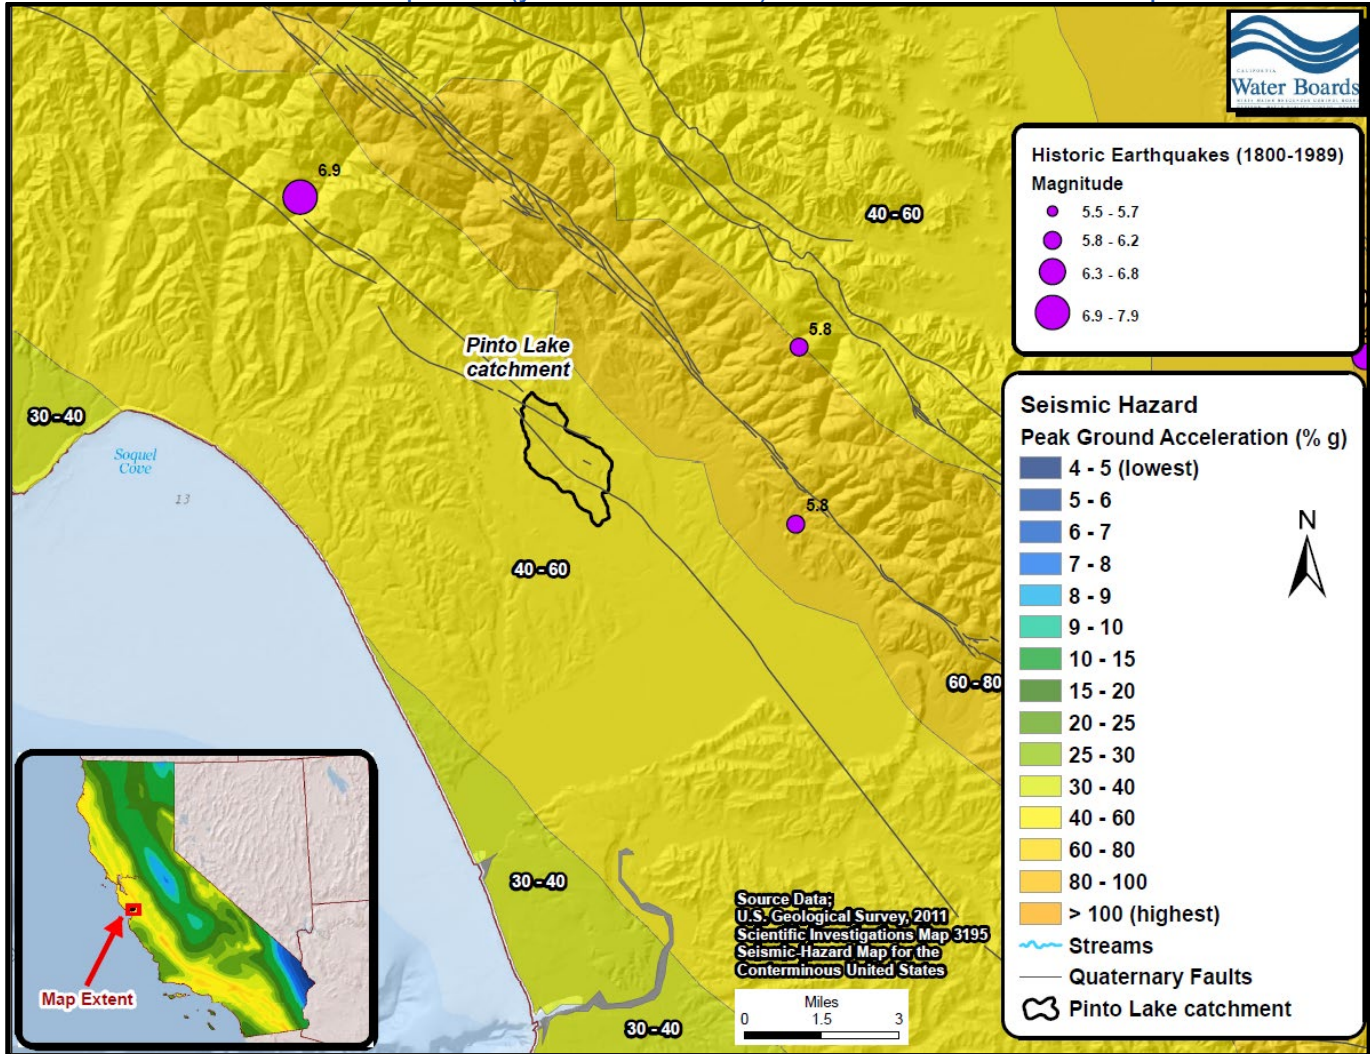 CALIFORNIA
Water Boards
Historic Earthquakes (1800-1989)
Magnitude
5.5 - 5.7
5.8 - 6.2
6.3 - 6.8
6.9 - 7.9
6.9
40 - 60
5.8
Pinto Lake
catchment
30 - 40
Soquel
Cove
13
5.8
40 - 60
60 - 80
Seismic Hazard
Peak Ground Acceleration (% g)
4 - 5 (lowest)
5 - 6
6 - 7
7 - 8
8 - 9
9 - 10
10 - 15
15 - 20
20 - 25
25 - 30
30 - 40
40 - 60
60 - 80
80 - 100
> 100 (highest)
Streams
Quaternary Faults
Pinto Lake catchment
N
30 - 40
Source Data;
U.S. Geological Survey, 2011
Scientific Investigations Map 3195
Seismic-Hazard Map for the
Conterminous United States
Miles
0 1.5 3
30 - 40
Map Extent